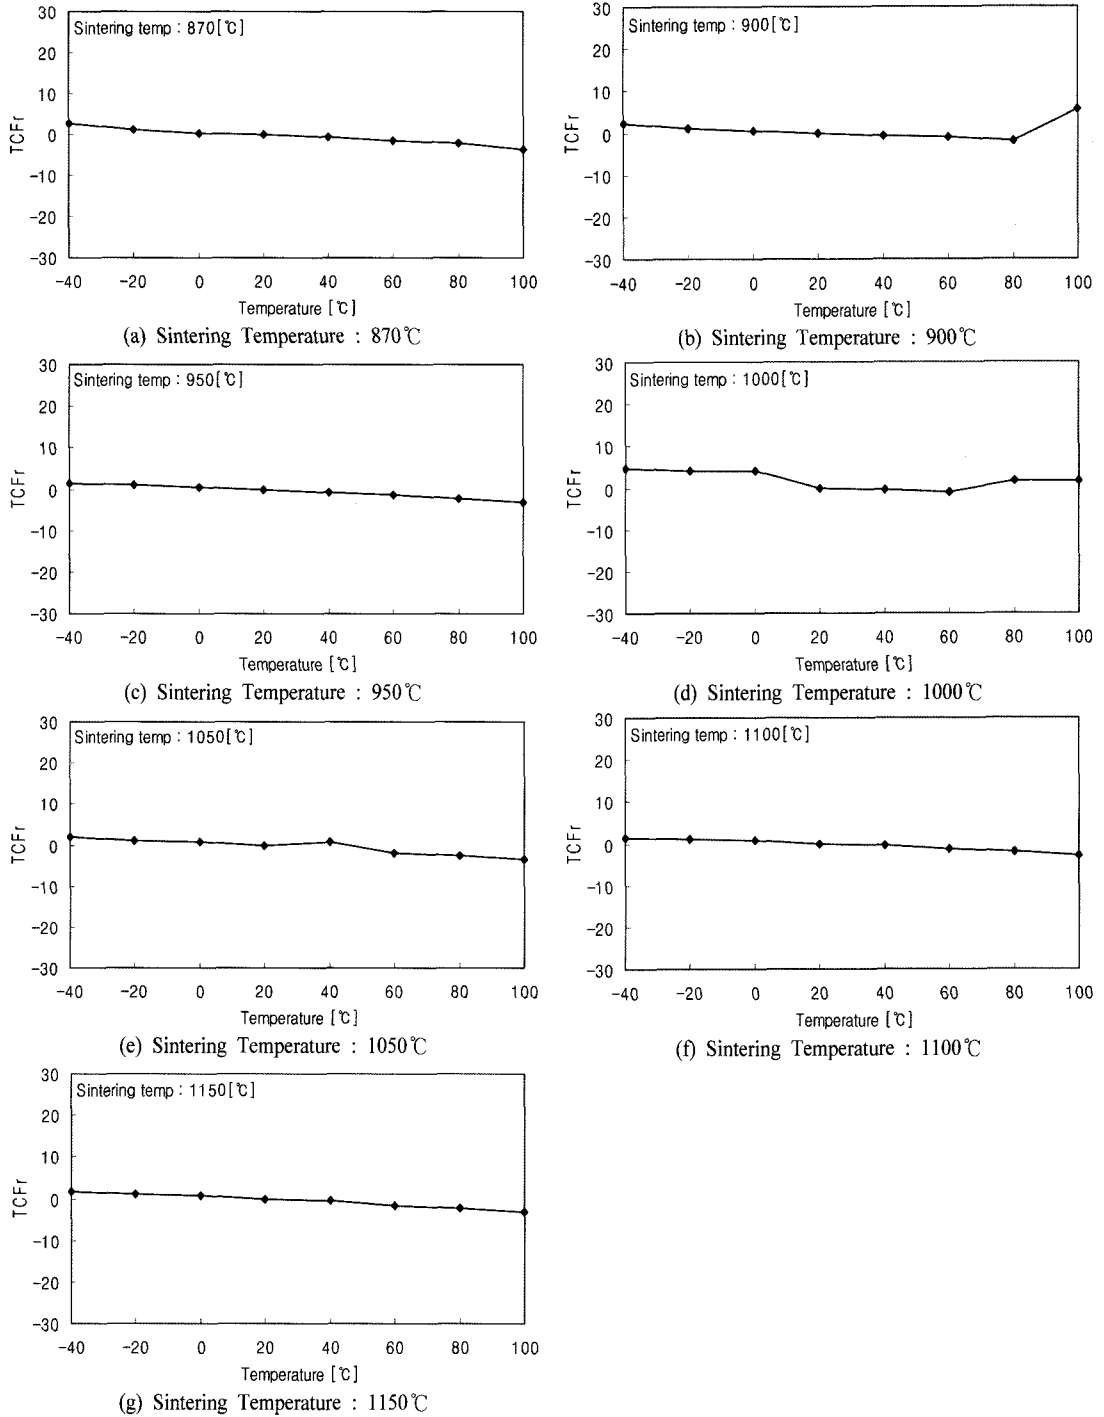 Sintering temp : 870[℃]
30
20
10
0
-10
-20
-30
TCFr
-40 -20 0 20 40 60 80 100
Temperature [℃]
(a) Sintering Temperature : 870℃
Sintering temp : 900[℃]
30
20
10
0
-10
-20
-30
TCFr
-40 -20 0 20 40 60 80 100
Temperature [℃]
(b) Sintering Temperature : 900℃
Sintering temp : 950[℃]
30
20
10
0
-10
-20
-30
TCFr
-40 -20 0 20 40 60 80 100
Temperature [℃]
(c) Sintering Temperature : 950℃
Sintering temp : 1000[℃]
30
20
10
0
-10
-20
-30
TCFr
-40 -20 0 20 40 60 80 100
Temperature [℃]
(d) Sintering Temperature : 1000℃
Sintering temp : 1050[℃]
30
20
10
0
-10
-20
-30
TCFr
-40 -20 0 20 40 60 80 100
Temperature [℃]
(e) Sintering Temperature : 1050℃
Sintering temp : 1100[℃]
30
20
10
0
-10
-20
-30
TCFr
-40 -20 0 20 40 60 80 100
Temperature [℃]
(f) Sintering Temperature : 1100℃
Sintering temp : 1150[℃]
30
20
10
0
-10
-20
-30
TCFr
-40 -20 0 20 40 60 80 100
Temperature [℃]
(g) Sintering Temperature : 1150℃